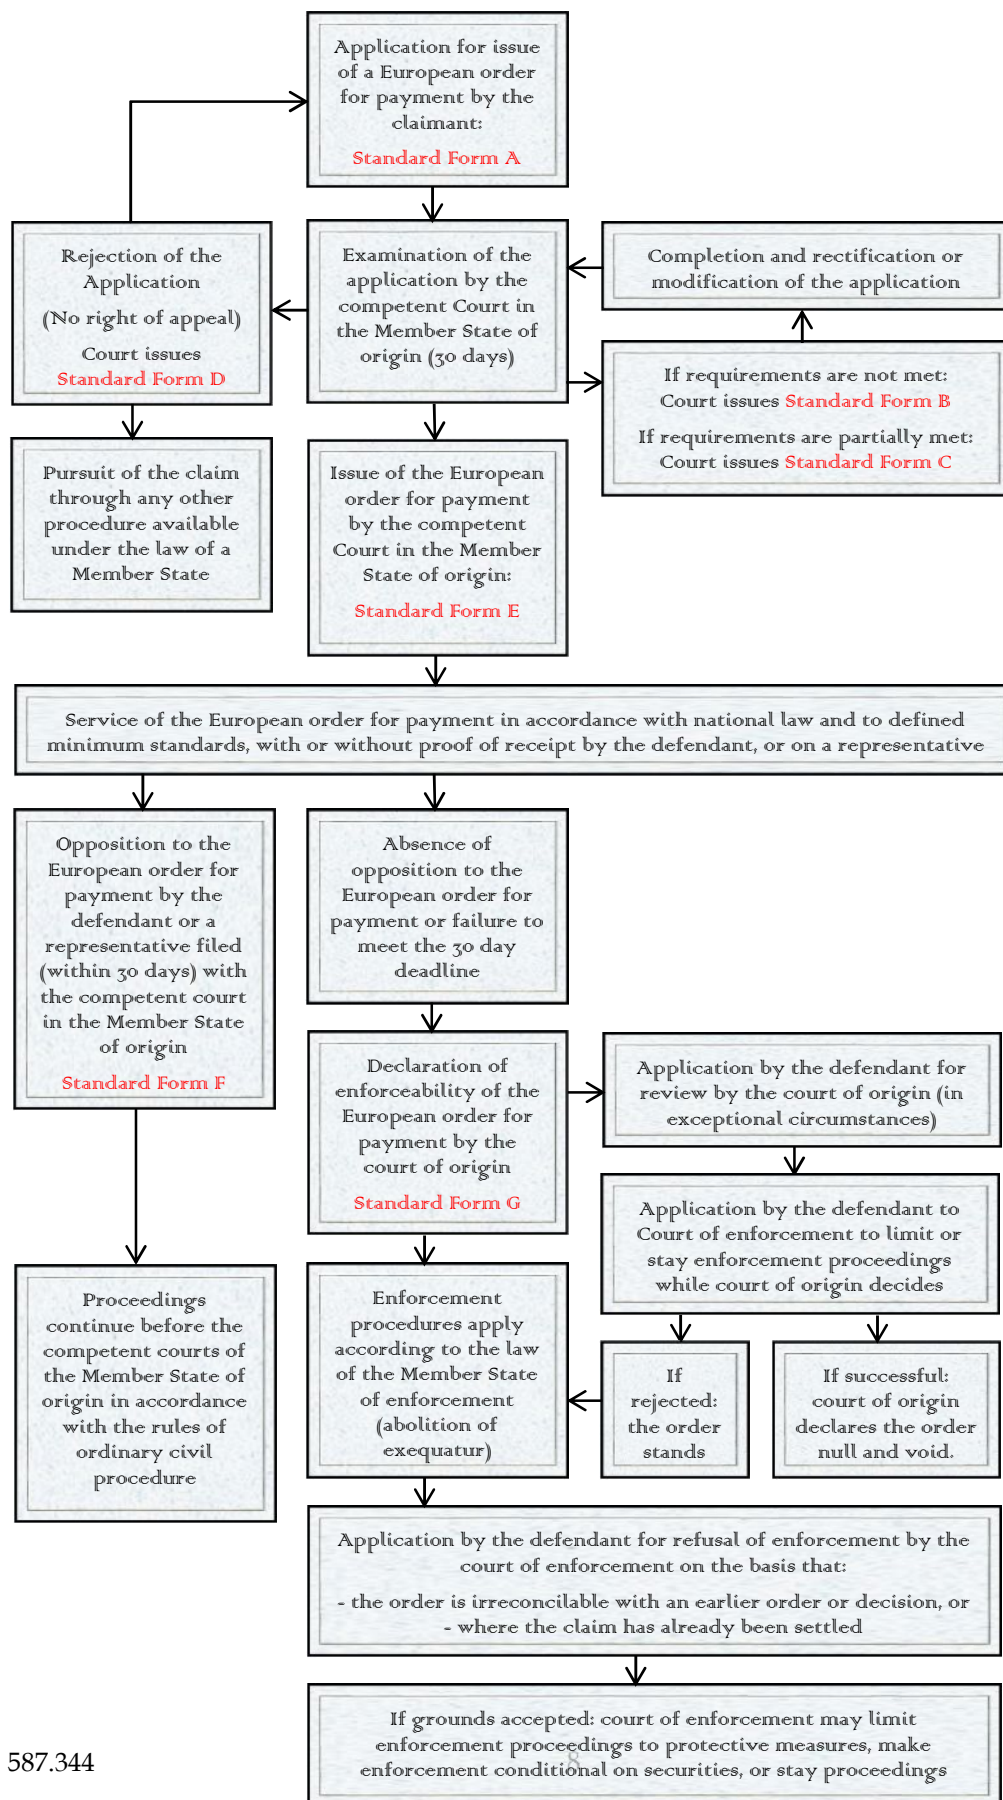 Application for issue
of a European order
for payment by the
claimant:
Standard Form A
Rejection of the
Application
(No right of appeal)
Court issues
Standard Form D
Examination of the
application by the
competent Court in
the Member State of
origin (30 days)
Completion and rectification or
modification of the application
If requirements are not met:
Court issues Standard Form B
If requirements are partially met:
Court issues Standard Form C
Pursuit of the claim
through any other
procedure available
under the law of a
Member State
Issue of the European
order for payment
by the competent
Court in the Member
State of origin:
Standard Form E
Service of the European order for payment in accordance with national law and to defined
minimum standards, with or without proof of receipt by the defendant, or on a representative
Opposition to the
European order for
payment by the
defendant or a
representative filed
(within 30 days) with
the competent court
in the Member State
of origin
Standard Form F
Absence of
opposition to the
European order for
payment or failure to
meet the 30 day
deadline
Declaration of
enforceability of the
European order for
payment by the
court of origin
Standard Form G
Application by the defendant for
review by the court of origin (in
exceptional circumstances)
Application by the defendant to
Court of enforcement to limit or
stay enforcement proceedings
while court of origin decides
Proceedings
continue before the
competent courts of
the Member State of
origin in accordance
with the rules of
ordinary civil
procedure
Enforcement
procedures apply
according to the law
of the Member State
of enforcement
(abolition of
exequatur)
If
rejected:
the order
stands
If successful:
court of origin
declares the order
null and void.
Application by the defendant for refusal of enforcement by the
court of enforcement on the basis that:
- the order is irreconcilable with an earlier order or decision, or
- where the claim has already been settled
If grounds accepted: court of enforcement may limit
enforcement proceedings to protective measures, make
enforcement conditional on securities, or stay proceedings
587.344
8